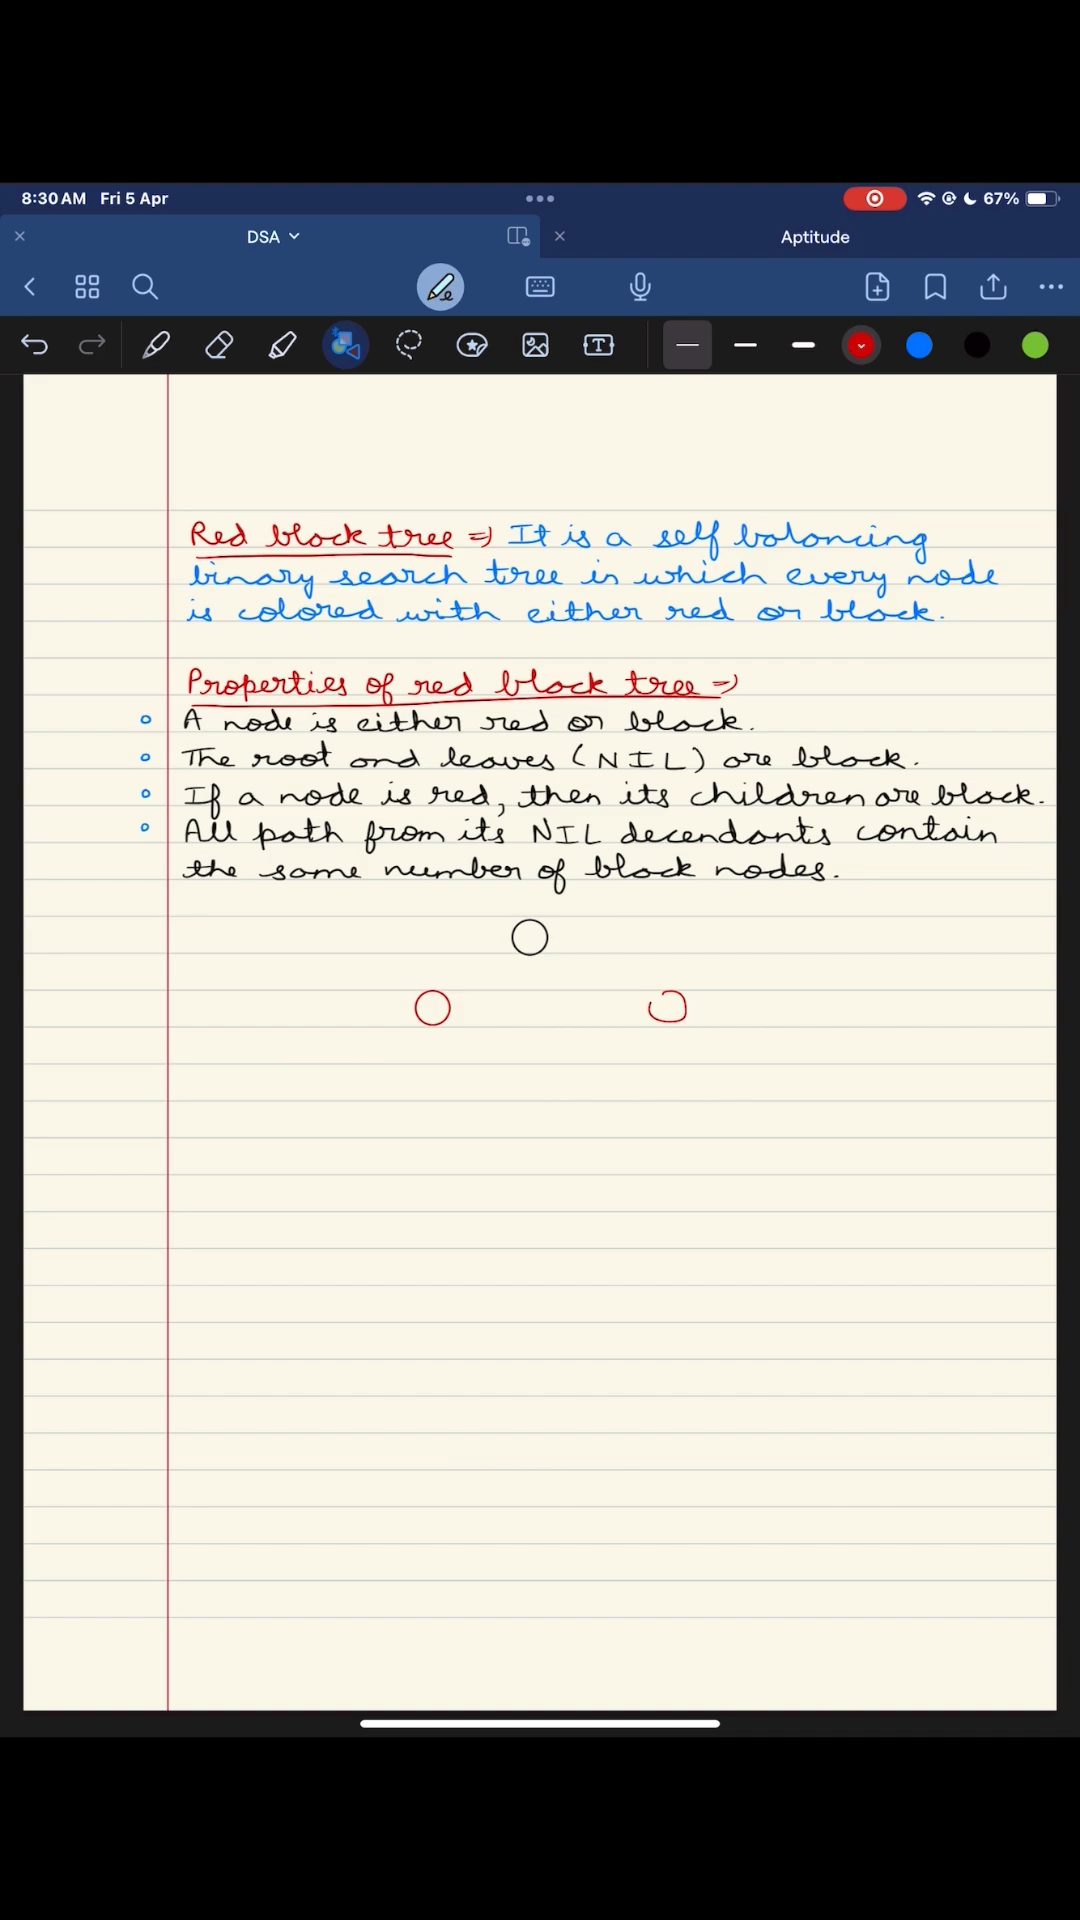 8:30 AM Fri 5 Apr
67%
DSA
Aptitude
Red black tree => It is a self balancing
binary search tree in which every node
is colored with either red or black.
Properties of red black tree =>
A node is either red or black.
The root and leaves (NIL) are black.
If a node is red, then its children are black.
All path from its NIL decendants contain
the same number of black nodes.